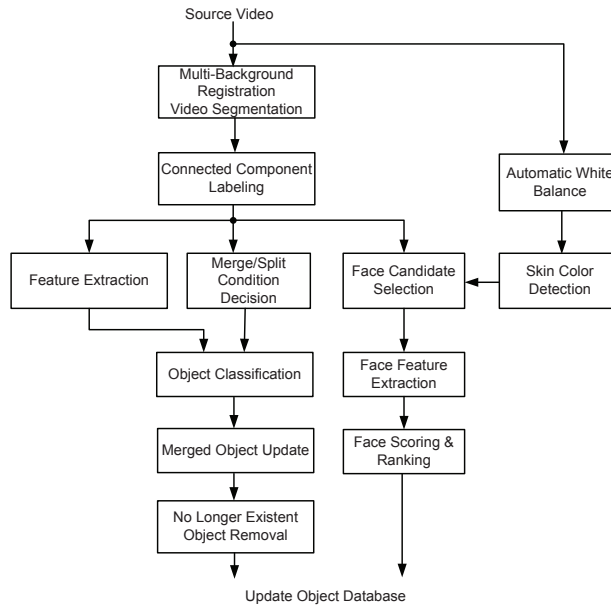 Source Video
Multi-Background
Registration
Video Segmentation
Connected Component
Labeling
Automatic White
Balance
Feature Extraction
Merge/Split
Condition
Decision
Face Candidate
Selection
Skin Color
Detection
Object Classification
Face Feature
Extraction
Merged Object Update
Face Scoring &
Ranking
No Longer Existent
Object Removal
Update Object Database